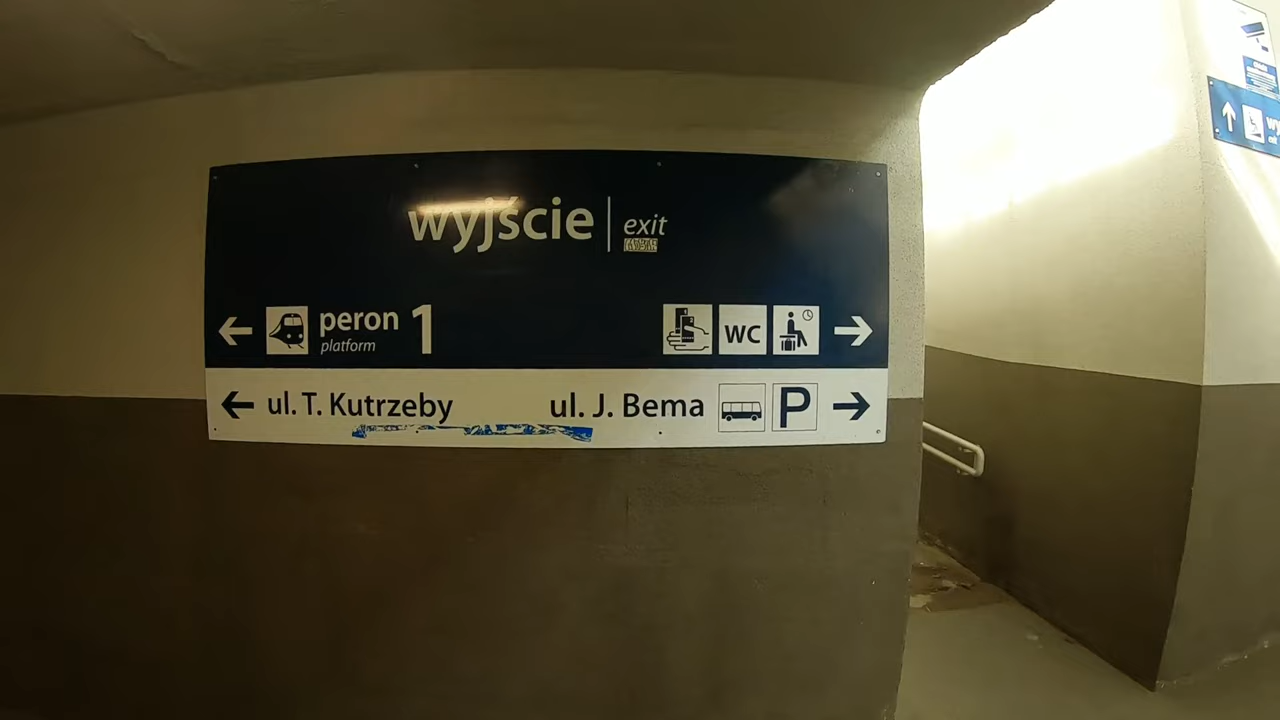 wyjście | exit
peron 1
platform
WC
ul. T. Kutrzeby
ul. J. Bema
P